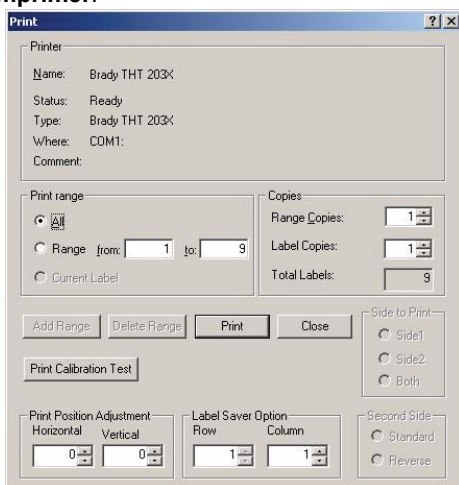 imprimer.
Print
Printer
Name: Brady THT 203X
Status: Ready
Type: Brady THT 203X
Where: COM1:
Comment:
Print range
All
Range from: 1 to: 9
Current Label
Copies
Range Copies: 1
Label Copies: 1
Total Labels: 9
Add Range Delete Range Print Close
Print Calibration Test
Side to Print
Side1
Side2
Both
Print Position Adjustment
Horizontal Vertical
0 0
Label Saver Option
Row Column
1 1
Second Side
Standard
Reverse